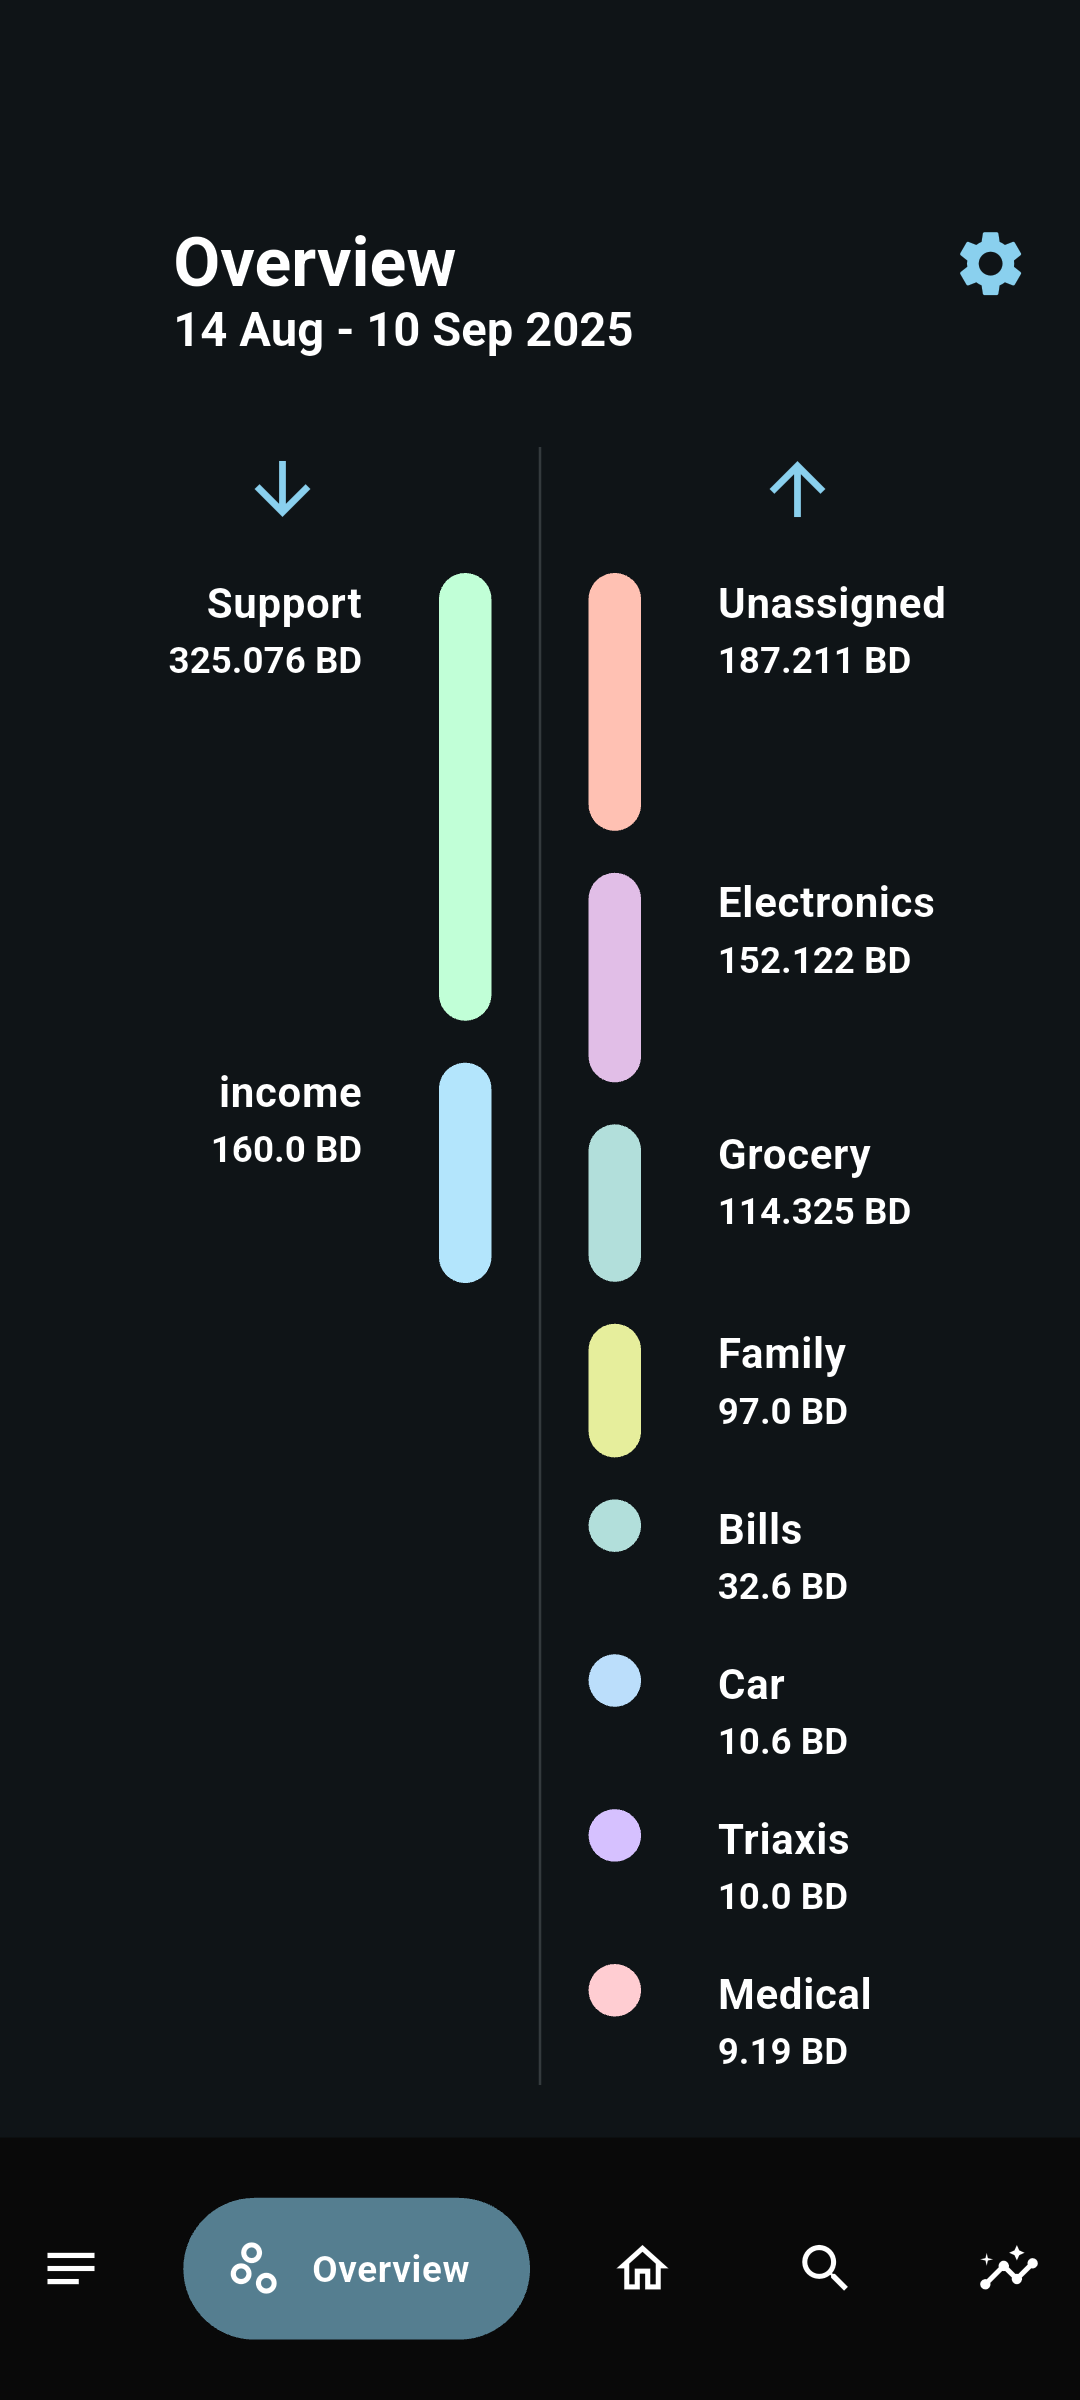 Overview
14 Aug - 10 Sep 2025
Support
325.076 BD
income
160.0 BD
Unassigned
187.211 BD
Electronics
152.122 BD
Grocery
114.325 BD
Family
97.0 BD
Bills
32.6 BD
Car
10.6 BD
Triaxis
10.0 BD
Medical
9.19 BD
Overview